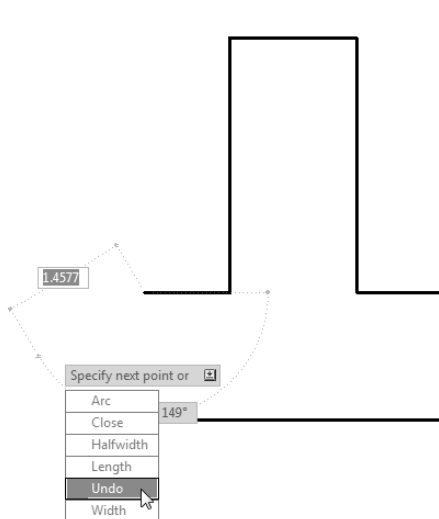 1.4577
Specify next point or
149°
Arc
Close
Halfwidth
Length
Undo
Width